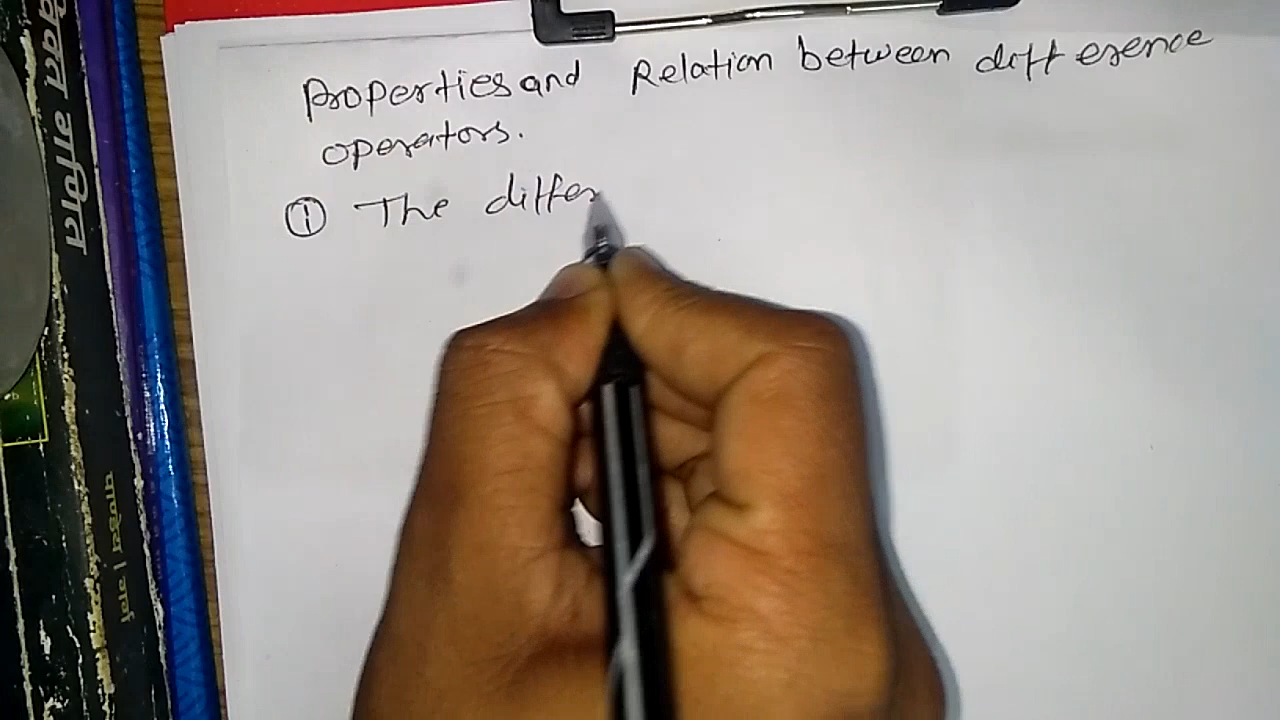 Properties and Relation between difference
operators.
① The differ